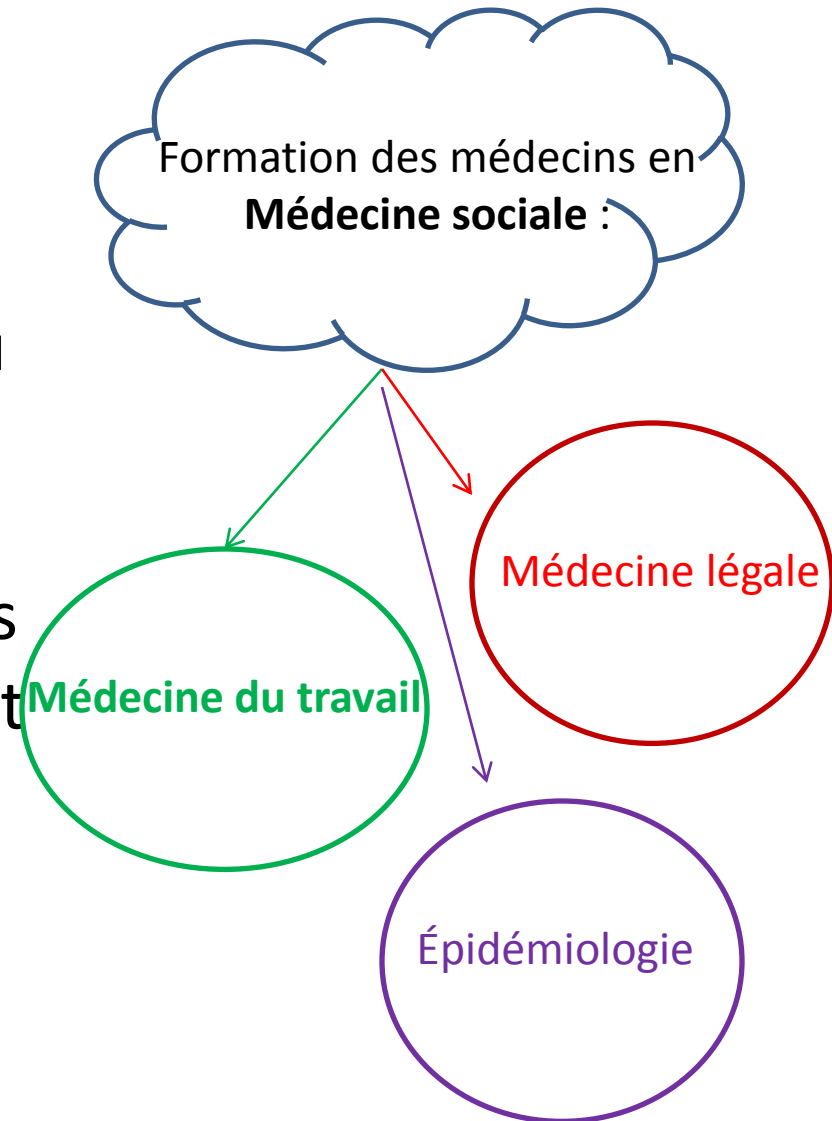 Formation des médecins en
Médecine sociale :
Médecine légale
s
t
Médecine du travail
Épidémiologie